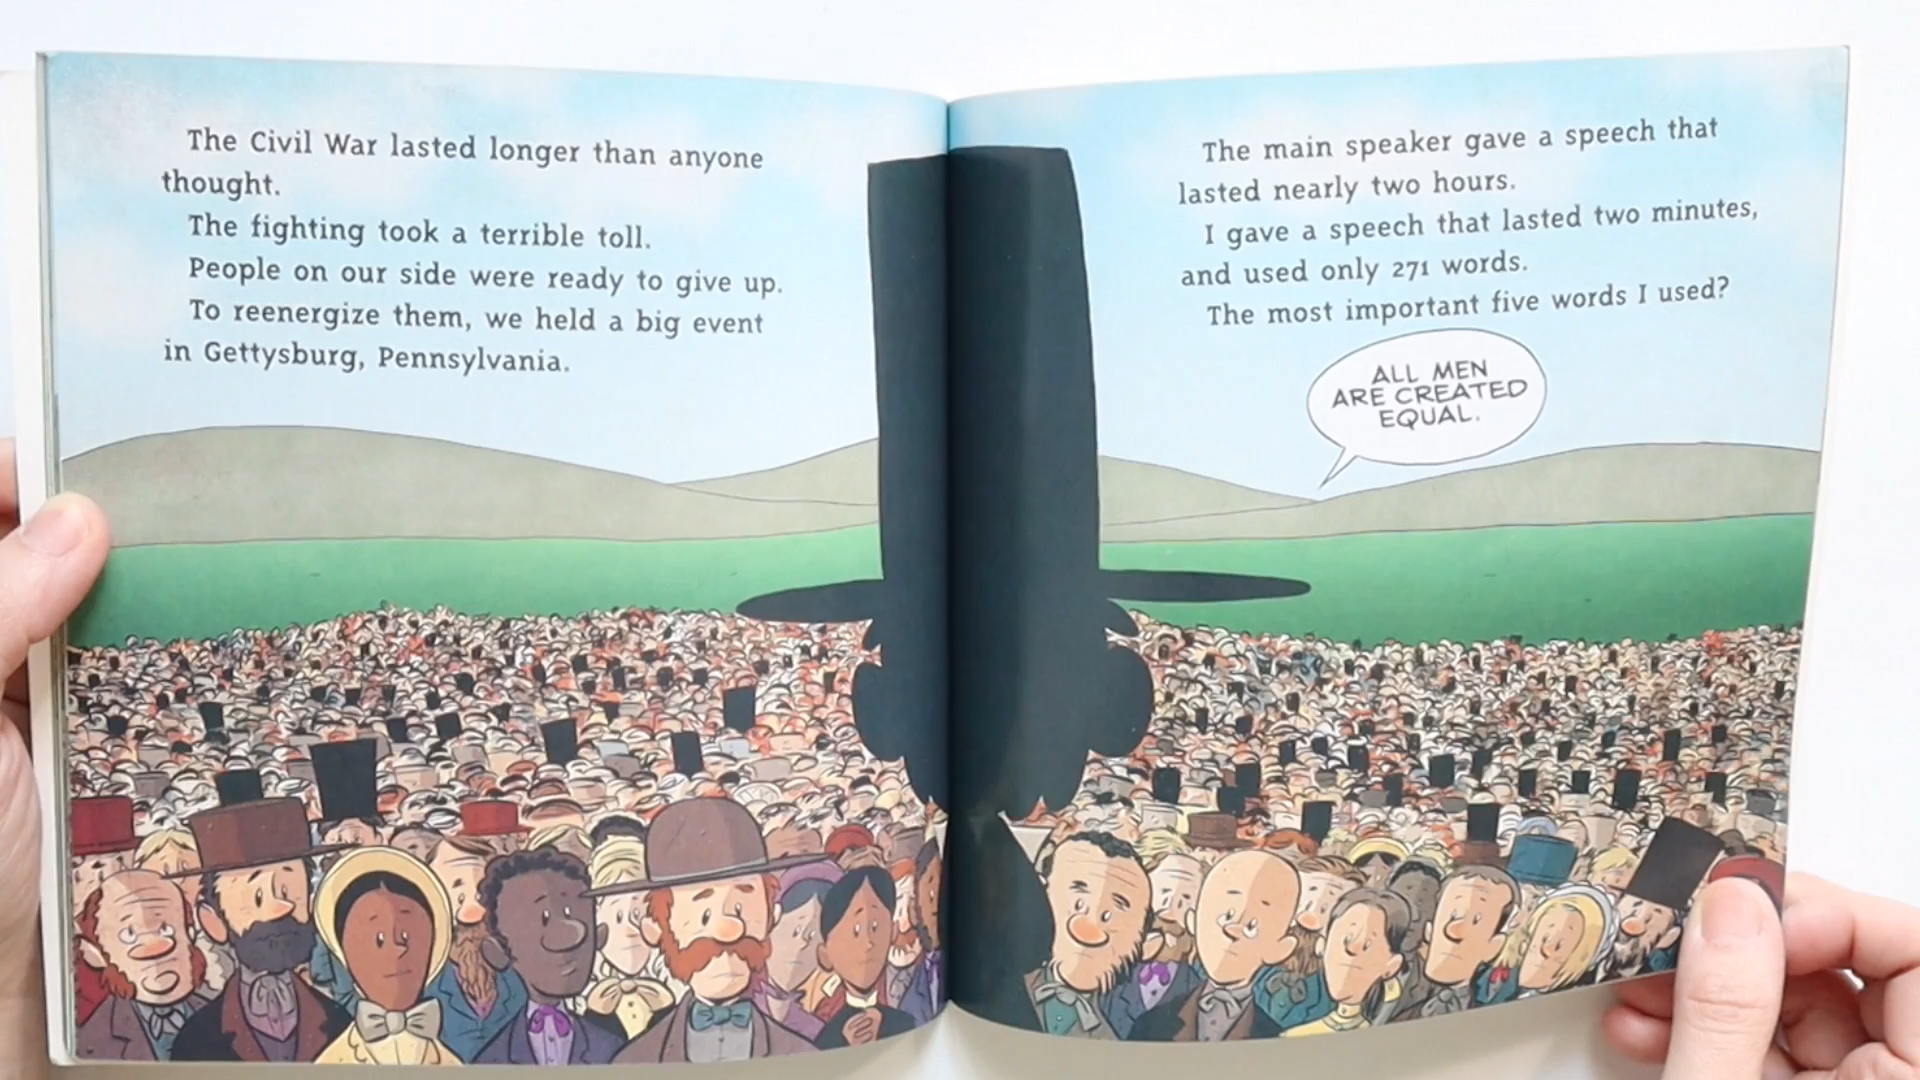 The Civil War lasted longer than anyone
thought.
The fighting took a terrible toll.
People on our side were ready to give up.
To reenergize them, we held a big event
in Gettysburg, Pennsylvania.
The main speaker gave a speech that
lasted nearly two hours.
I gave a speech that lasted two minutes,
and used only 271 words.
The most important five words I used?
ALL MEN
ARE CREATED
EQUAL.